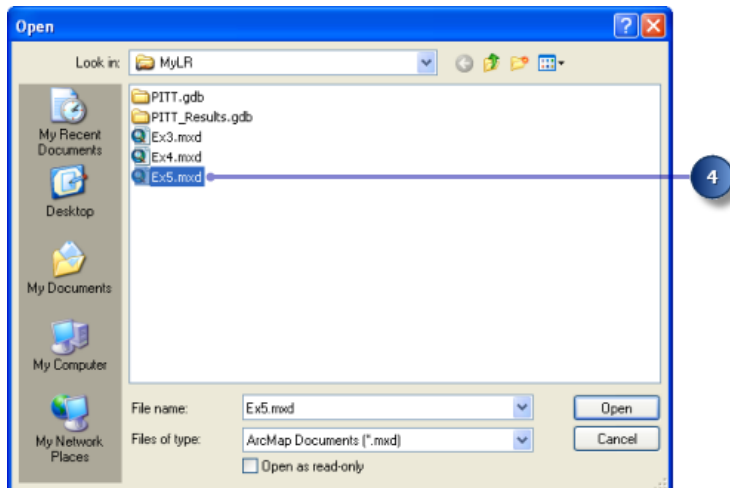 Open
Look in:
MyLR
My Recent
Documents
Desktop
My Documents
My Computer
My Network
Places
PITT.gdb
PITT_Results.gdb
Ex3.mxd
Ex4.mxd
Ex5.mxd
4
File name:
Ex5.mxd
Open
Files of type:
ArcMap Documents (*.mxd)
Cancel
Open as read-only